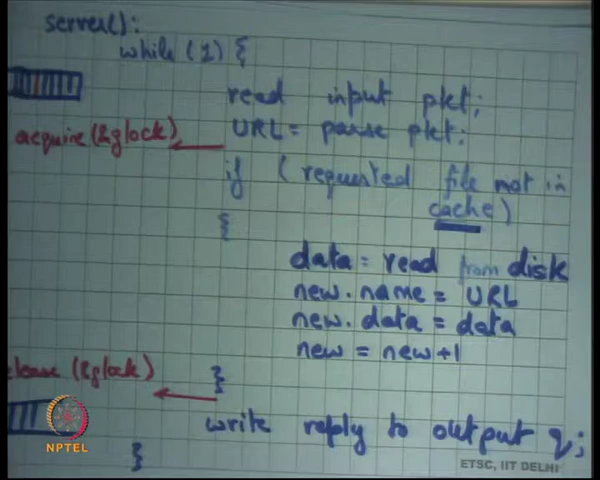 server():
while (1) {
read input pkt;
acquire (&glock)
URL = parse pkt;
if (requested file not in
cache)
{
data = read from disk
new.name = URL
new.data = data
new = new+1
elease (&glock)
}
write reply to output q;
}
NPTEL
ETSC, IIT DELHI